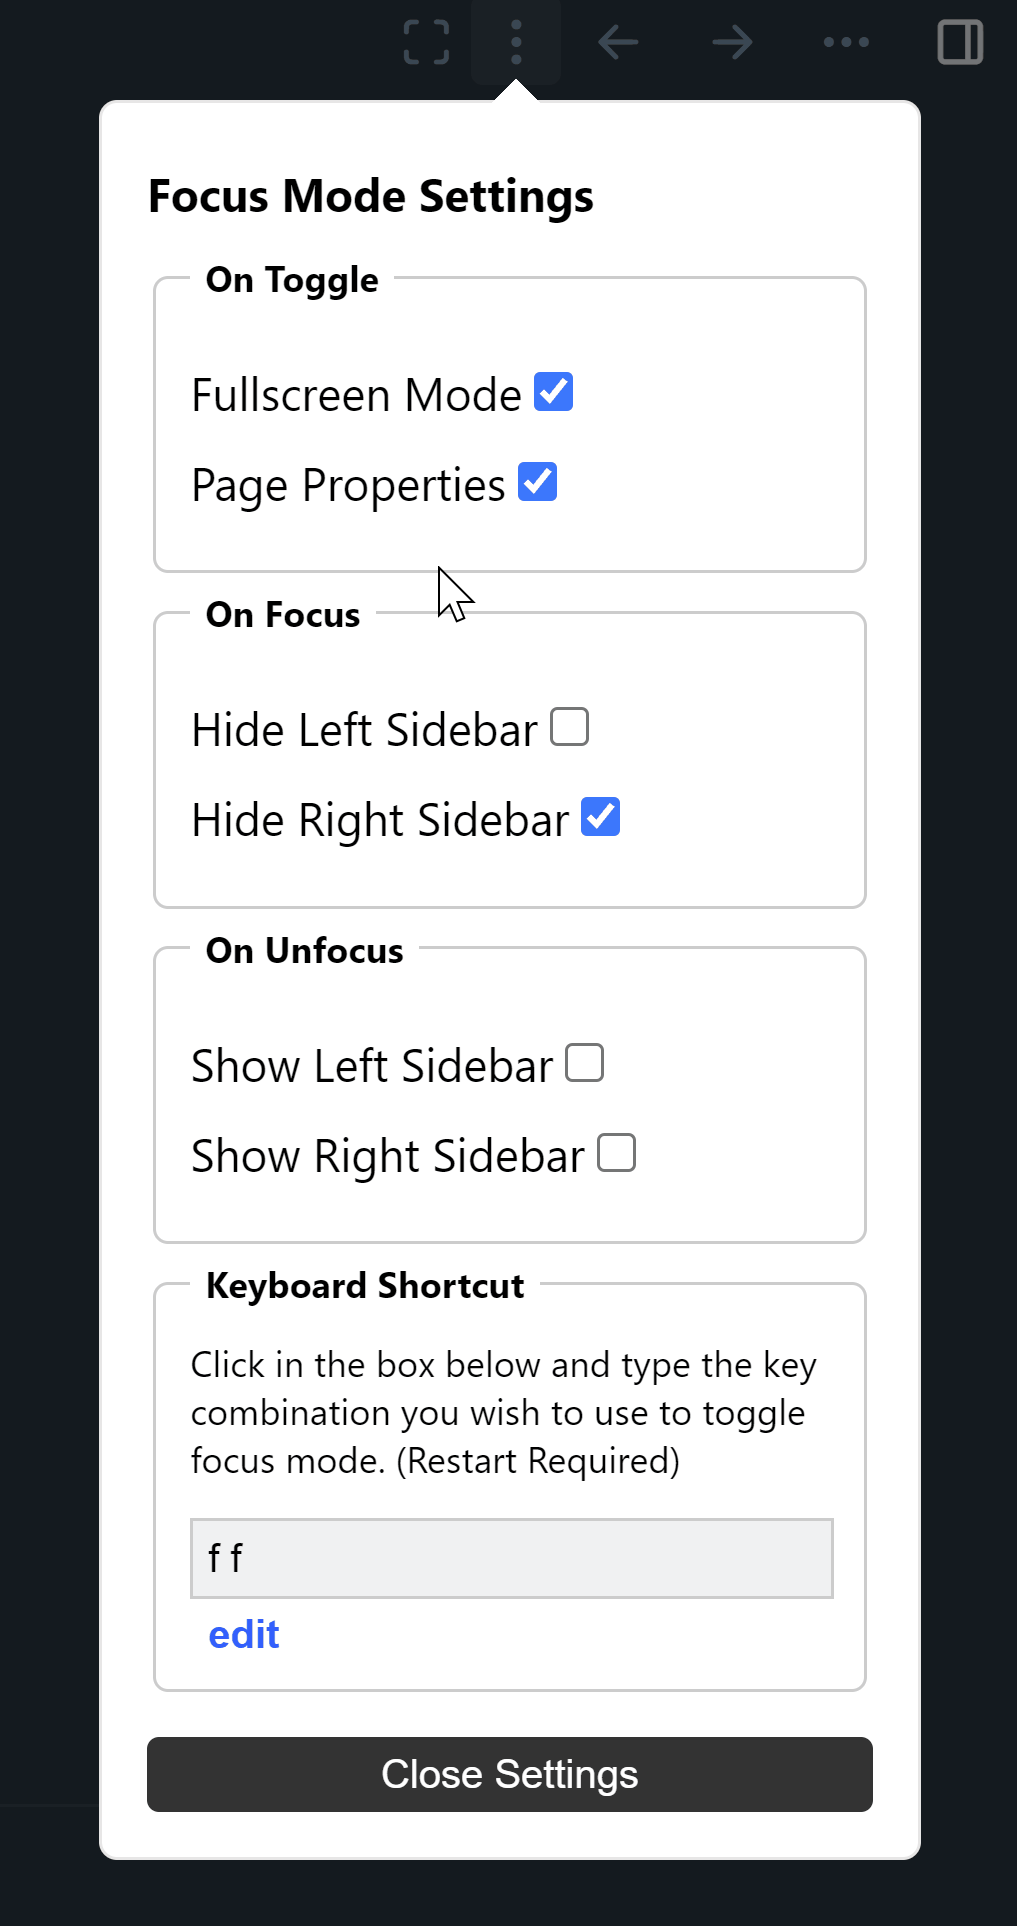 Focus Mode Settings
On Toggle
Fullscreen Mode
Page Properties
On Focus
Hide Left Sidebar
Hide Right Sidebar
On Unfocus
Show Left Sidebar
Show Right Sidebar
Keyboard Shortcut
Click in the box below and type the key
combination you wish to use to toggle
focus mode. (Restart Required)
f f
edit
Close Settings